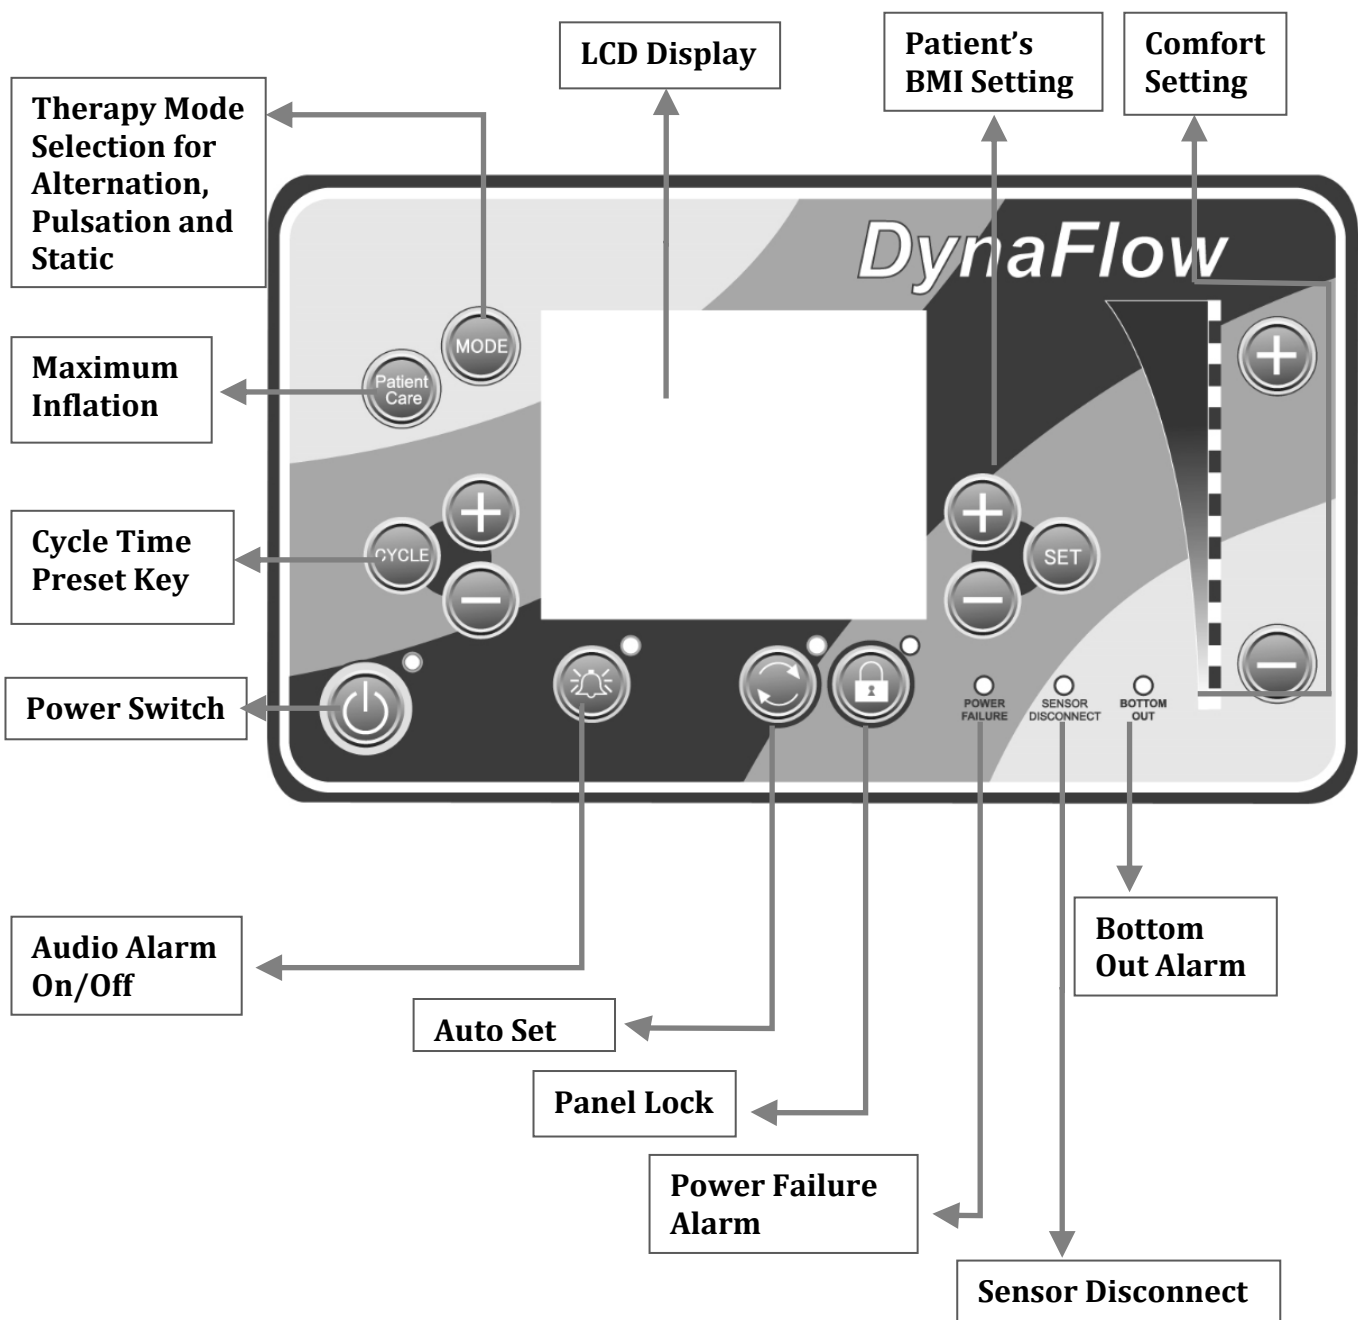 LCD Display
Patient’s
BMI Setting
Comfort
Setting
Therapy Mode
Selection for
Alternation,
Pulsation and
Static
DynaFlow
MODE
Patient
Care
Maximum
Inflation
CYCLE
SET
Cycle Time
Preset Key
Power Switch
POWER
FAILURE
SENSOR
DISCONNECT
BOTTOM
OUT
Audio Alarm
On/Off
Bottom
Out Alarm
Auto Set
Panel Lock
Power Failure
Alarm
Sensor Disconnect